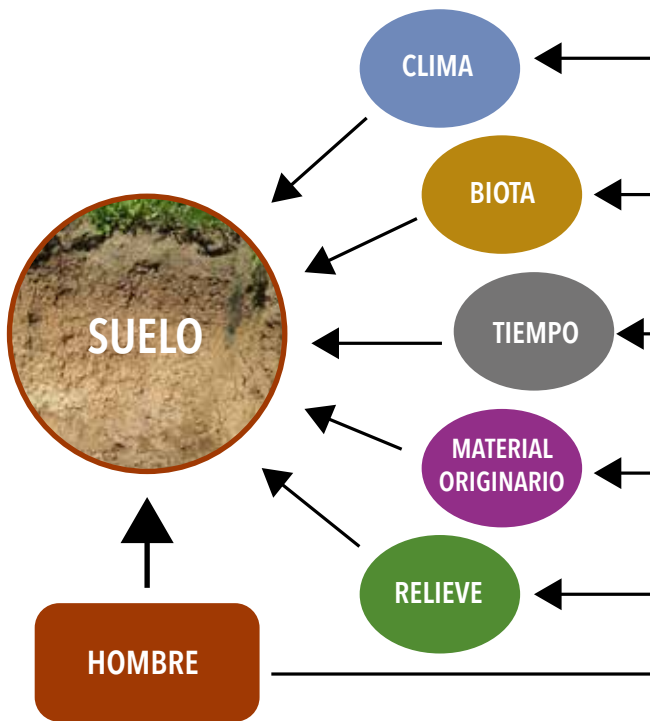 CLIMA
BIOTA
SUELO
TIEMPO
MATERIAL
ORIGINARIO
RELIEVE
HOMBRE